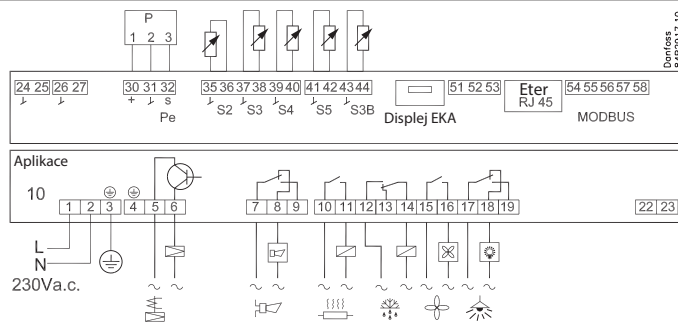 P
1 2 3
Danfoss
84B2917.10
24 25 26 27 30 31 32 35 36 37 38 39 40 41 42 43 44 51 52 53 54 55 56 57 58
+ s S2 S3 S4 S5 S3B
Pe
Displej EKA
Eter
RJ 45
MODBUS
Aplikace
10
1 2 3 4 5 6 7 8 9 10 11 12 13 14 15 16 17 18 19 22 23
L
N
230Va.c.